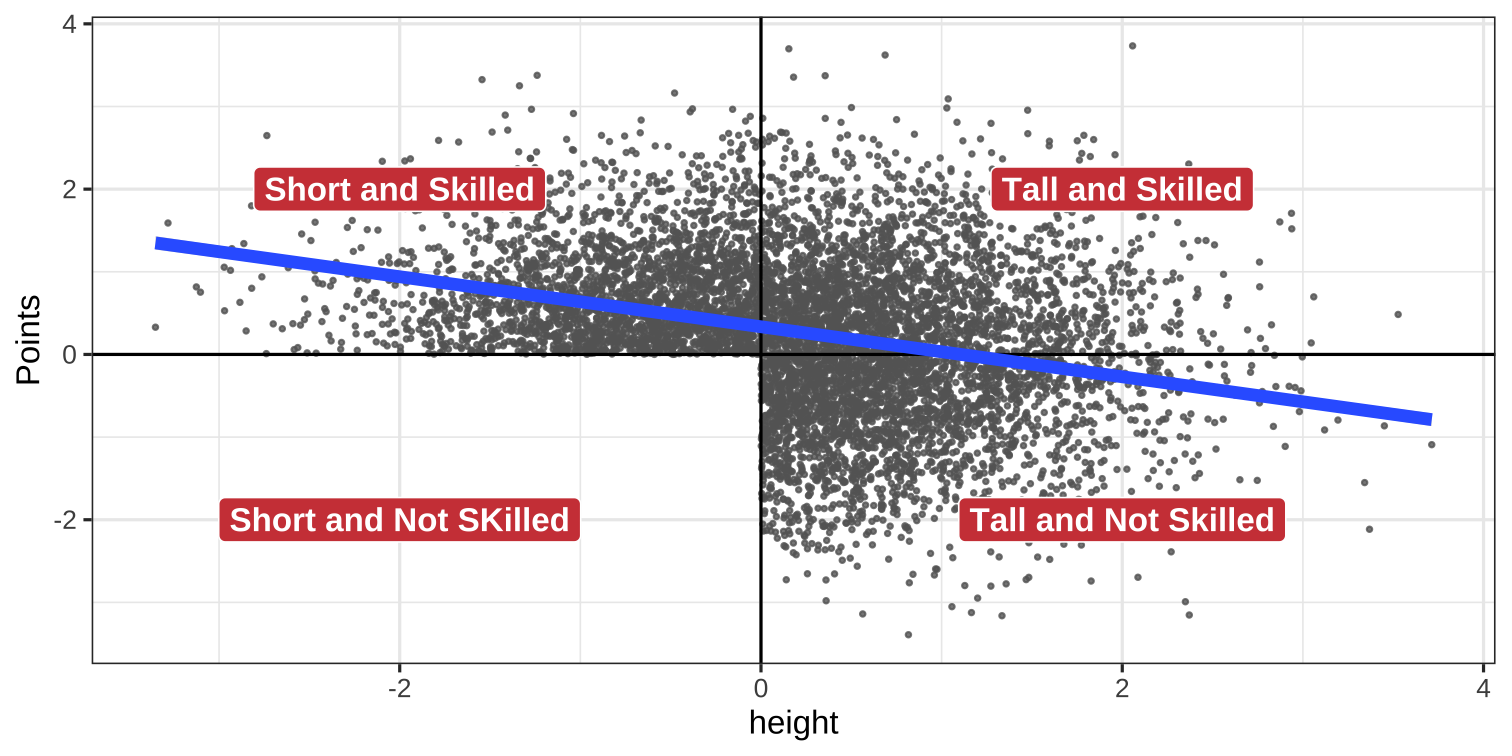 4
Short and Skilled
Tall and Skilled
2
Points
0
Short and Not SKilled
Tall and Not Skilled
-2
-2
0
2
4
height